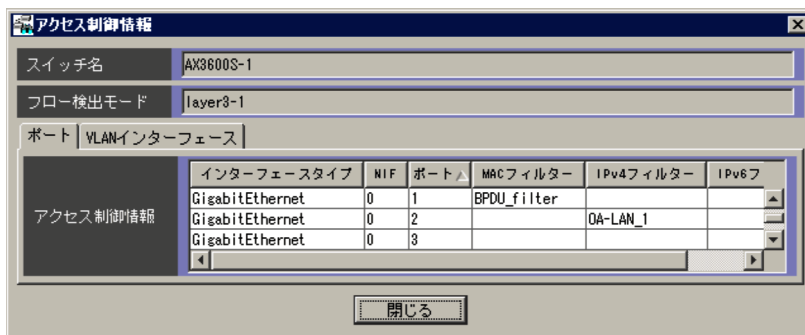 アクセス制御情報
スイッチ名 AX3600S-1
フロー検出モード layer3-1
ポート VLANインターフェース
アクセス制御情報
インターフェースタイプ NIF ポート MACフィルター IPv4フィルター IPv6フ
GigabitEthernet 0 1 BPDU_filter
GigabitEthernet 0 2 OA-LAN_1
GigabitEthernet 0 3
閉じる